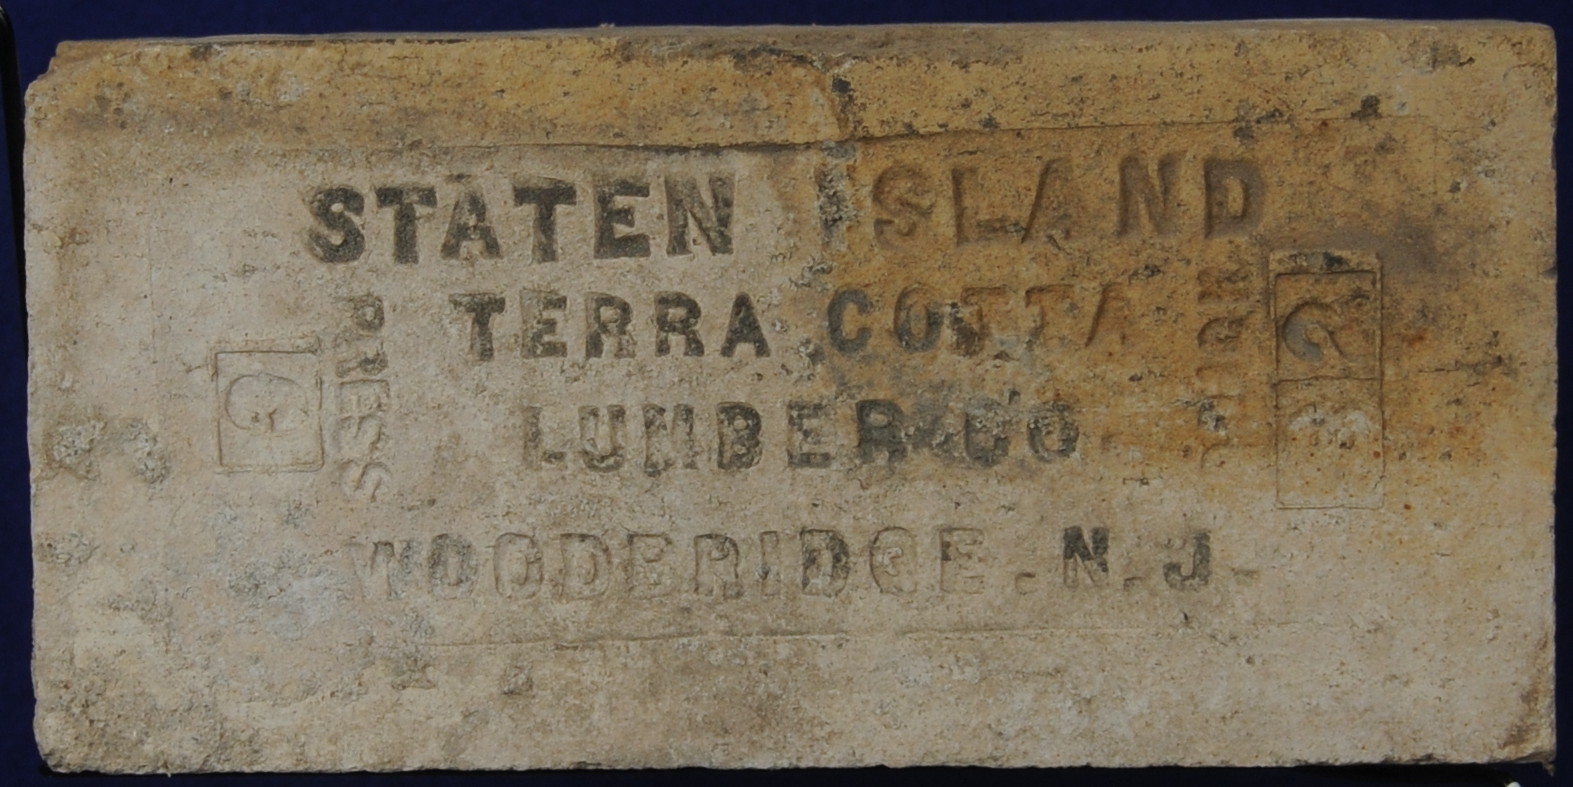 STATEN ISLAND
TERRA COTTA
LUMBER CO
WOODBRIDGE. N. J.
PRESS